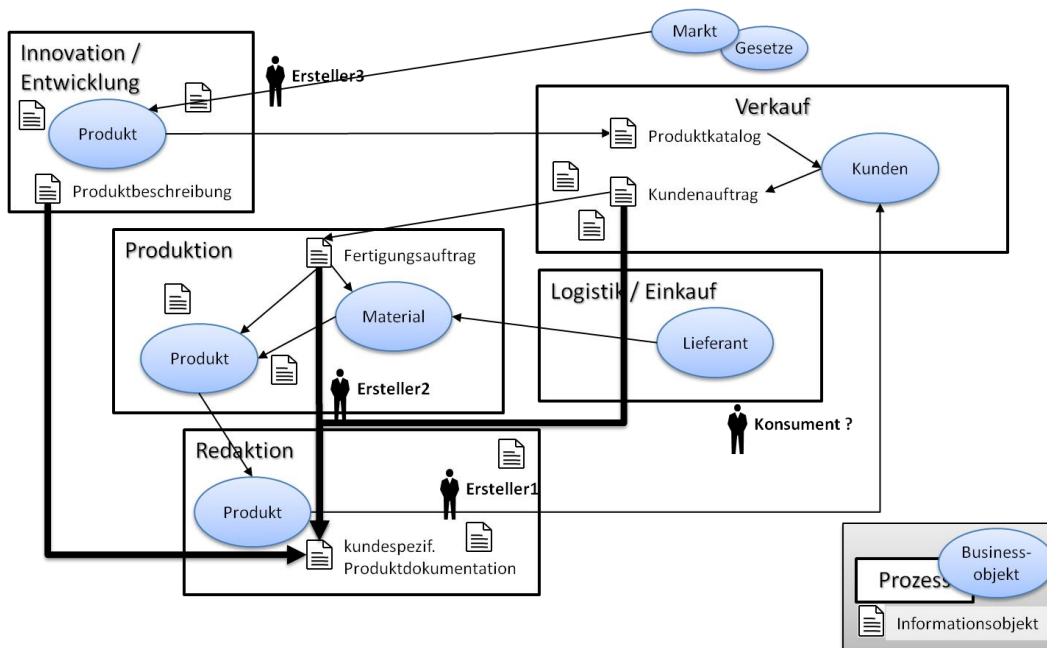 Markt
Gesetze
Innovation /
Entwicklung
Ersteller3
Produkt
Produktbeschreibung
Verkauf
Produktkatalog
Kunden
Kundenauftrag
Produktion
Fertigungsauftrag
Material
Produkt
Ersteller2
Logistik / Einkauf
Lieferant
Konsument ?
Redaktion
Ersteller1
Produkt
kundespezif.
Produktdokumentation
Business-
objekt
Prozess
Informationsobjekt